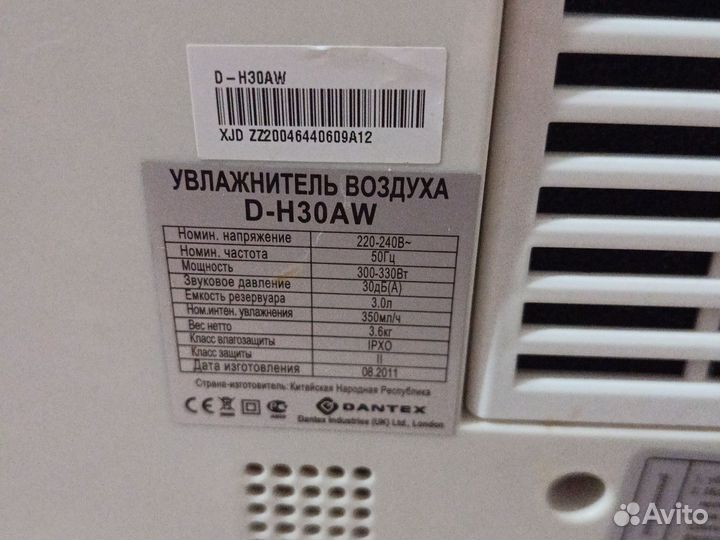 D-H30AW
XJD ZZ20046440609A12
УВЛАЖНИТЕЛЬ ВОЗДУХА
D-H30AW
Номин. напряжение 220-240В~
Номин. частота 50Гц
Мощность 300-330Вт
Звуковое давление 30дБ(А)
Емкость резервуара 3.0л
Ном.интен. увлажнения 350мл/ч
Вес нетто 3.6кг
Класс влагозащиты IPXO
Класс защиты II
Дата изготовления 08.2011
Страна-изготовитель: Китайская Народная Республика
CE
DANTEX
Dantex Industries (UK) Ltd., London
Avito